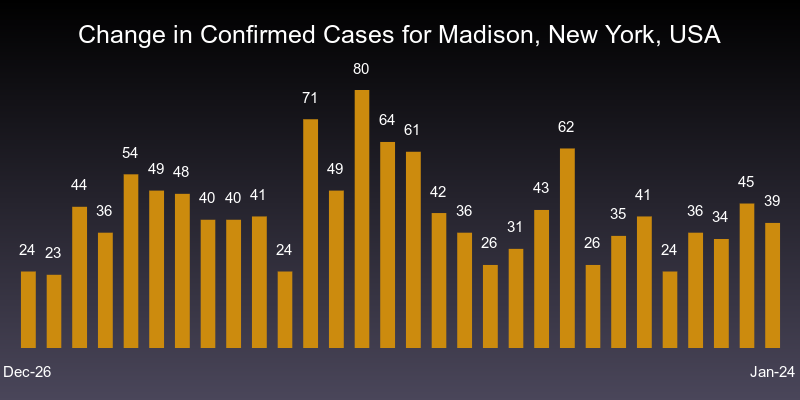 Change in Confirmed Cases for Madison, New York, USA
24 23 44 36 54 49 48 40 40 41 24 71 49 80 64 61 42 36 26 31 43 62 26 35 41 24 36 34 45 39
Dec-26 Jan-24